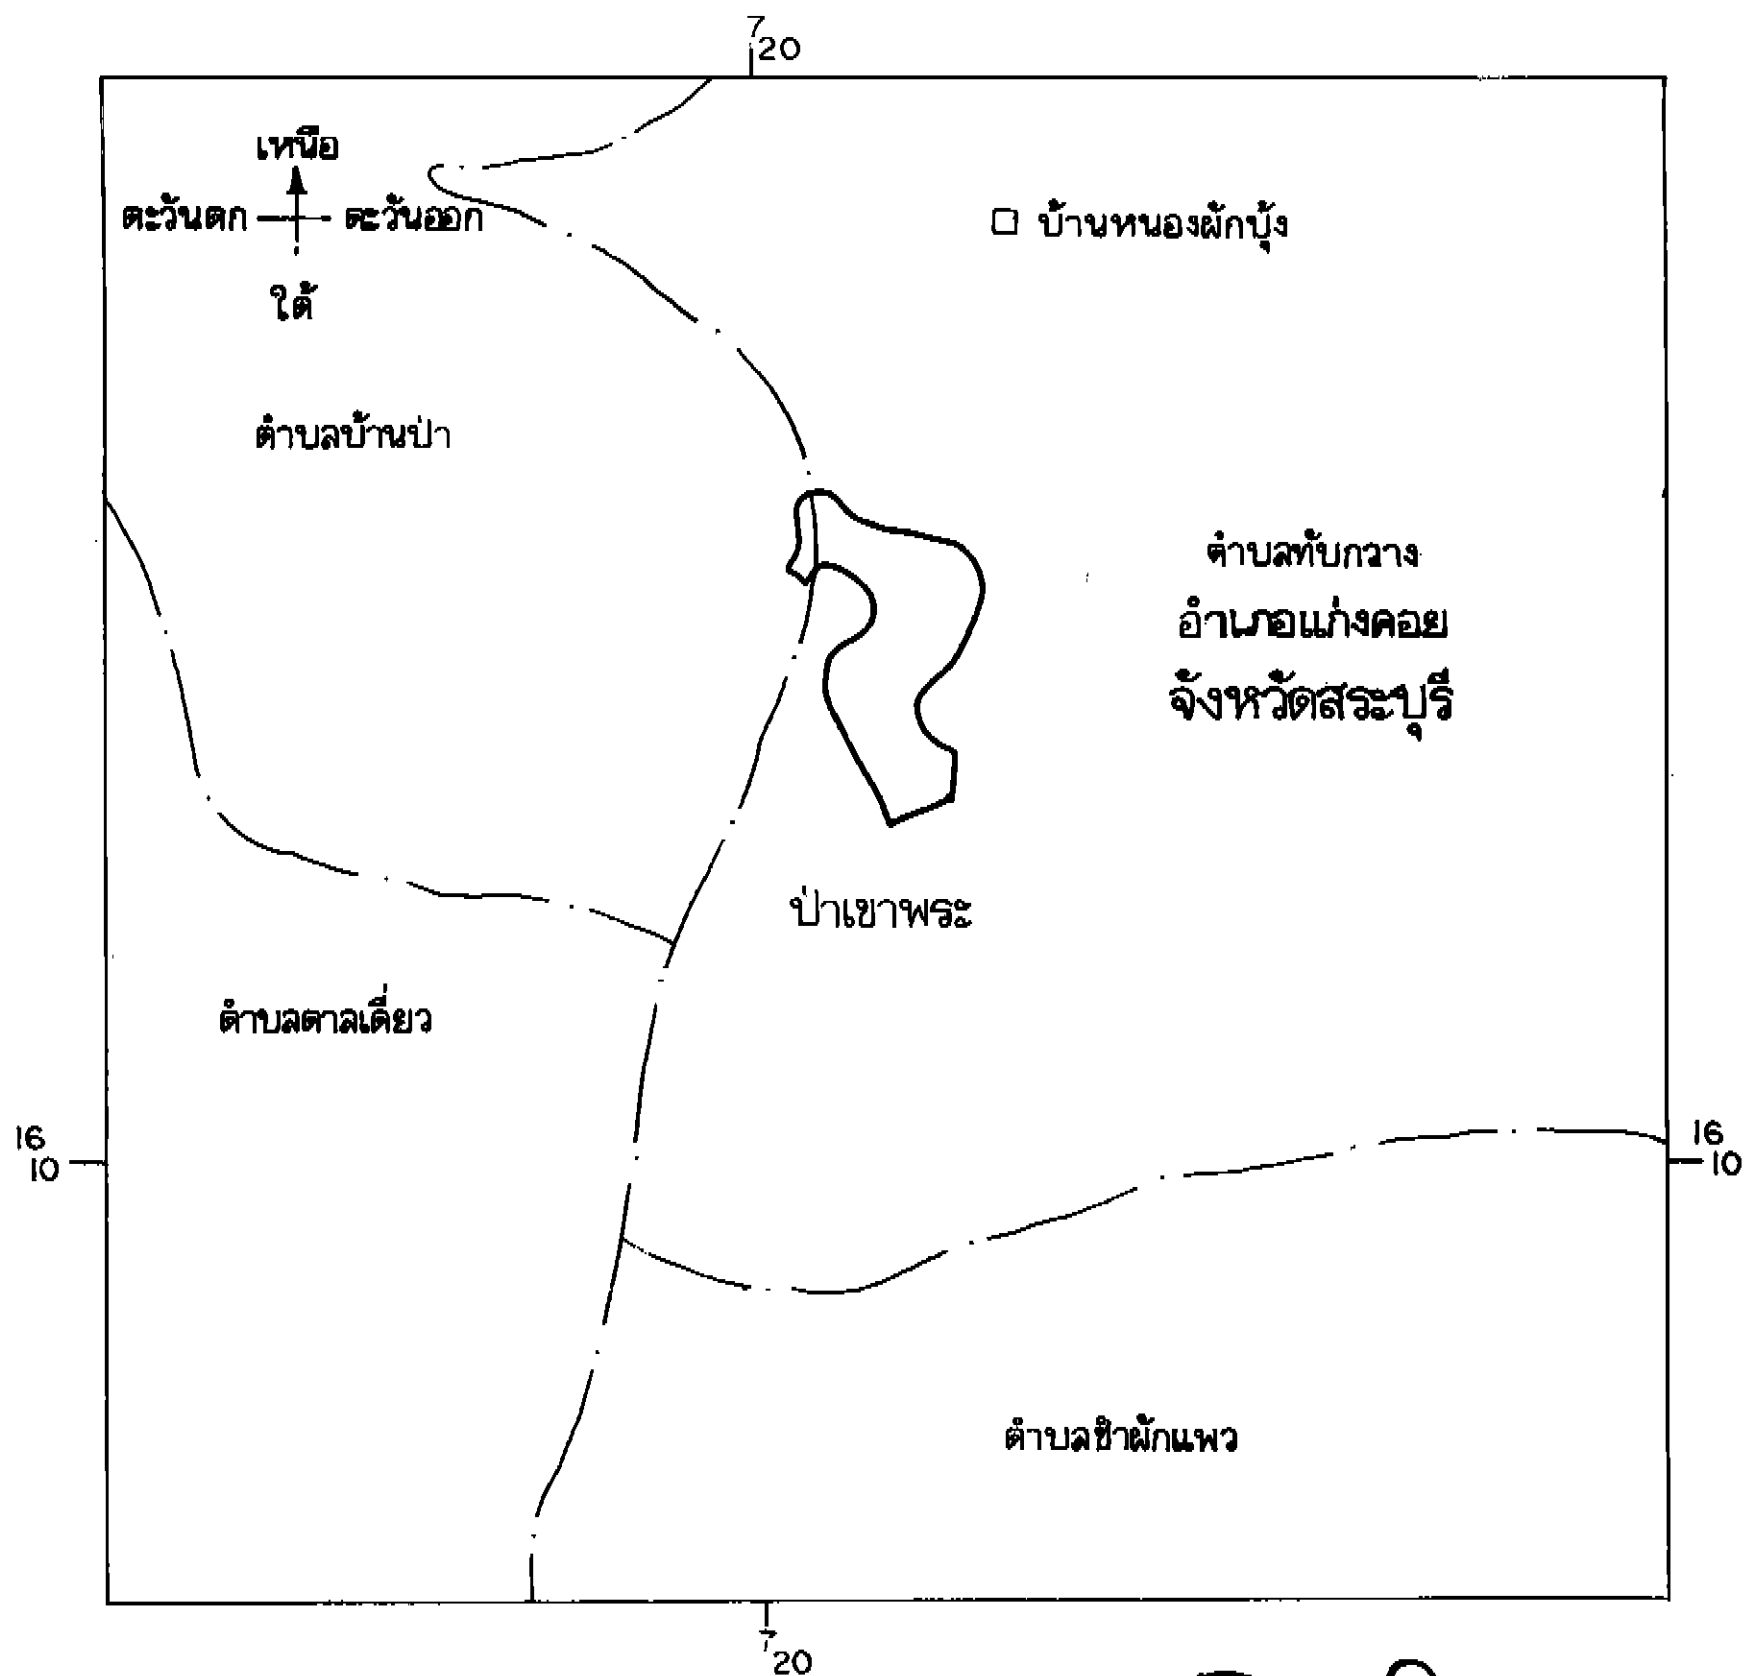 7
20
เหนือ
ตะวันตก ตะวันออก
ใต้
บ้านหนองผักบุ้ง
ตำบลบ้านป่า
ตำบลทับกวาง
อำเภอแก่งคอย
จังหวัดสระบุรี
ป่าเขาพระ
ตำบลตาลเดี่ยว
16
10
16
10
ตำบลชำผักแพว
7
20